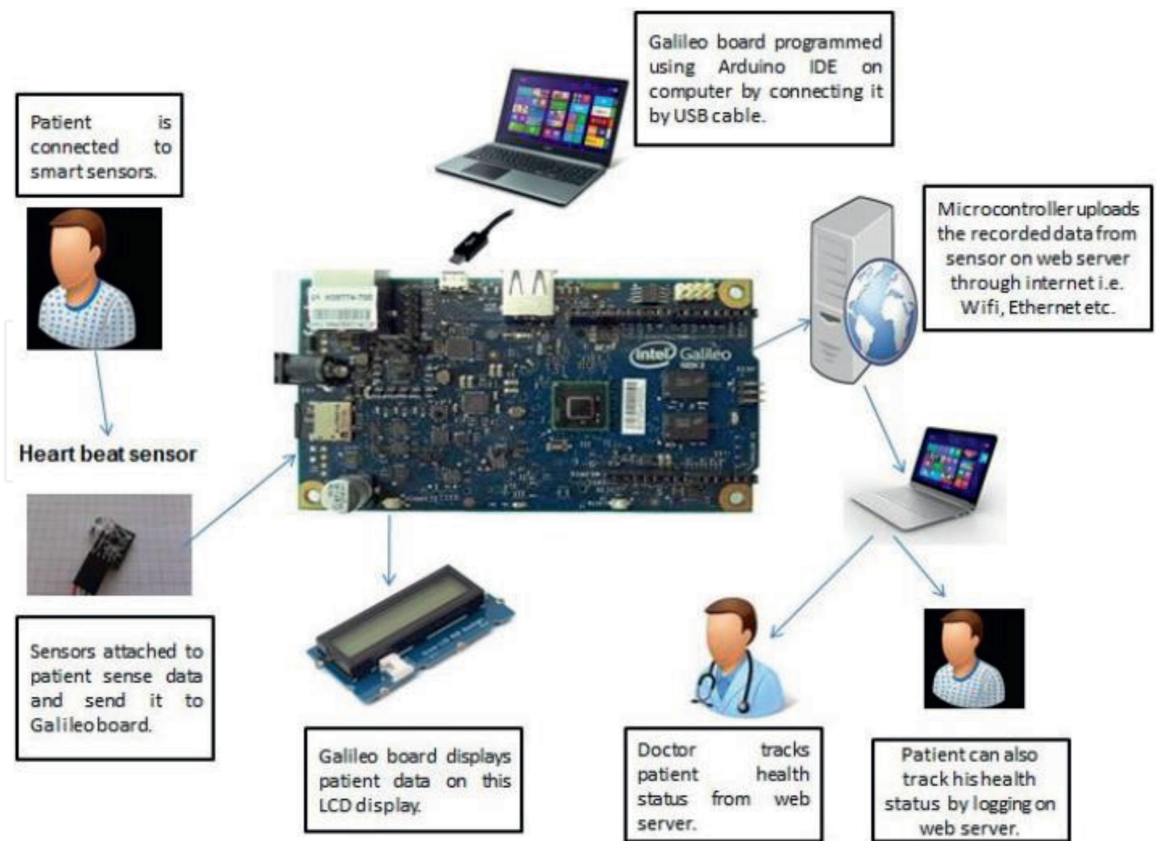 Galileo board programmed
using Arduino IDE on
computer by connecting it
by USB cable.
Patient is
connected to
smart sensors.
Microcontroller uploads
the recorded data from
sensor on web server
through internet i.e.
Wifi, Ethernet etc.
intel Galileo
Heart beat sensor
Sensors attached to
patient sense data
and send it to
Galileo board.
Galileo board displays
patient data on this
LCD display.
Doctor tracks
patient health
status from web
server.
Patient can also
track his health
status by logging on
web server.